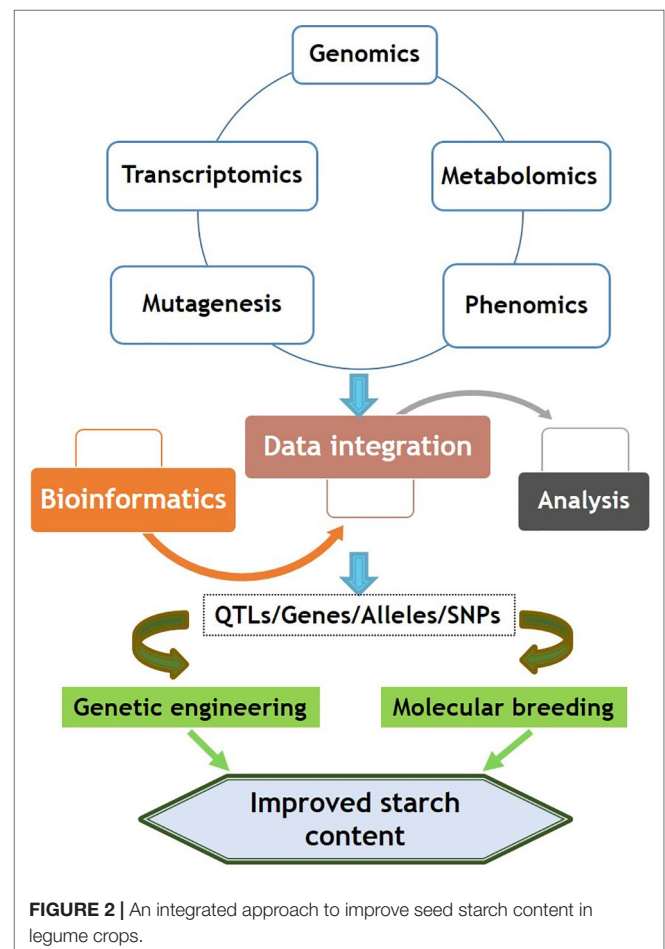 Genomics
Transcriptomics
Metabolomics
Mutagenesis
Phenomics
Data integration
Bioinformatics
Analysis
QTLs/Genes/Alleles/SNPs
Genetic engineering
Molecular breeding
Improved starch
content
FIGURE 2 | An integrated approach to improve seed starch content in
legume crops.